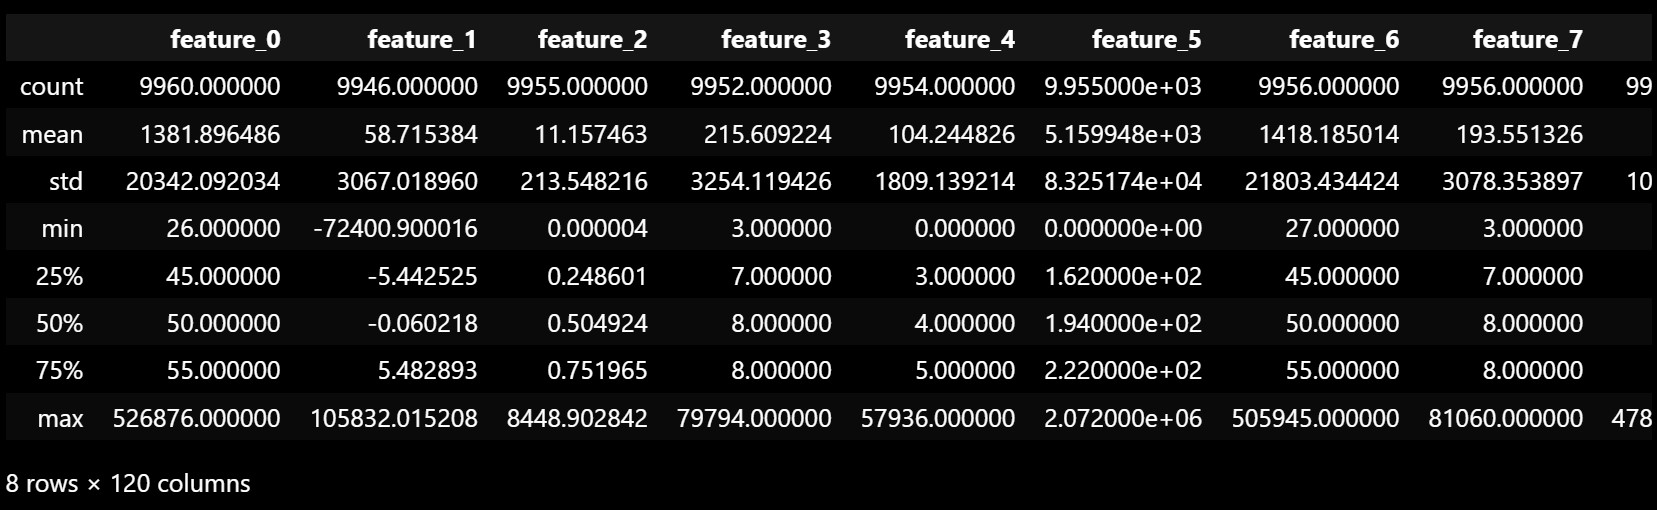 feature_0 feature_1 feature_2 feature_3 feature_4 feature_5 feature_6 feature_7
count 9960.000000 9946.000000 9955.000000 9952.000000 9954.000000 9.955000e+03 9956.000000 9956.000000 99
mean 1381.896486 58.715384 11.157463 215.609224 104.244826 5.159948e+03 1418.185014 193.551326
std 20342.092034 3067.018960 213.548216 3254.119426 1809.139214 8.325174e+04 21803.434424 3078.353897 10
min 26.000000 -72400.900016 0.000004 3.000000 0.000000 0.000000e+00 27.000000 3.000000
25% 45.000000 -5.442525 0.248601 7.000000 3.000000 1.620000e+02 45.000000 7.000000
50% 50.000000 -0.060218 0.504924 8.000000 4.000000 1.940000e+02 50.000000 8.000000
75% 55.000000 5.482893 0.751965 8.000000 5.000000 2.220000e+02 55.000000 8.000000
max 526876.000000 105832.015208 8448.902842 79794.000000 57936.000000 2.072000e+06 505945.000000 81060.000000 478
8 rows × 120 columns